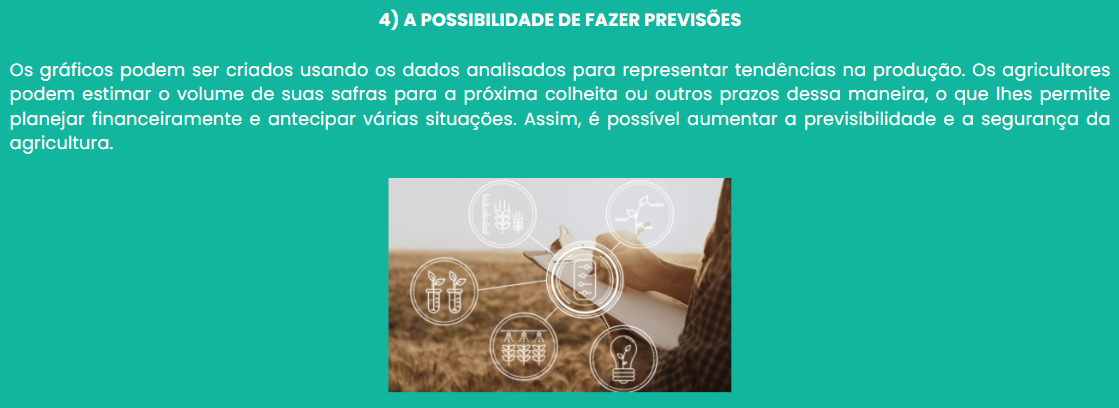 4) A POSSIBILIDADE DE FAZER PREVISÕES
Os gráficos podem ser criados usando os dados analisados para representar tendências na produção. Os agricultores
podem estimar o volume de suas safras para a próxima colheita ou outros prazos dessa maneira, o que lhes permite
planejar financeiramente e antecipar várias situações. Assim, é possível aumentar a previsibilidade e a segurança da
agricultura.